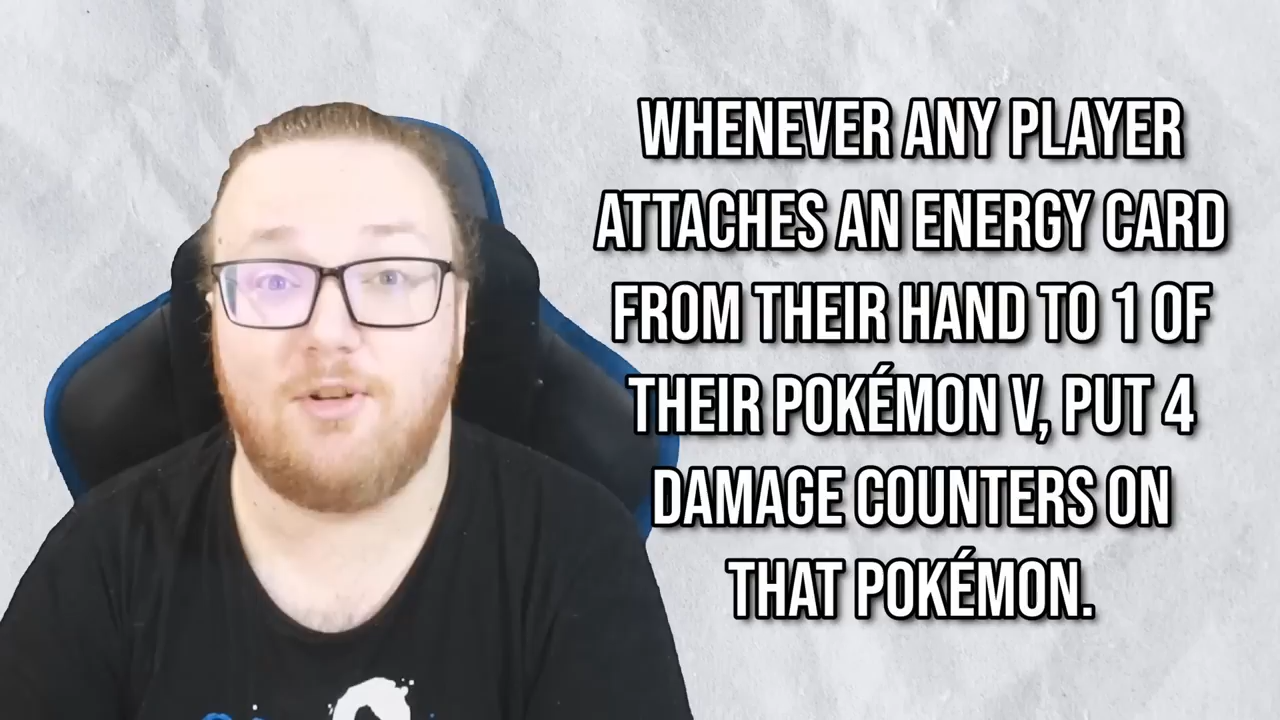 WHENEVER ANY PLAYER
ATTACHES AN ENERGY CARD
FROM THEIR HAND TO 1 OF
THEIR POKÉMON V, PUT 4
DAMAGE COUNTERS ON
THAT POKÉMON.